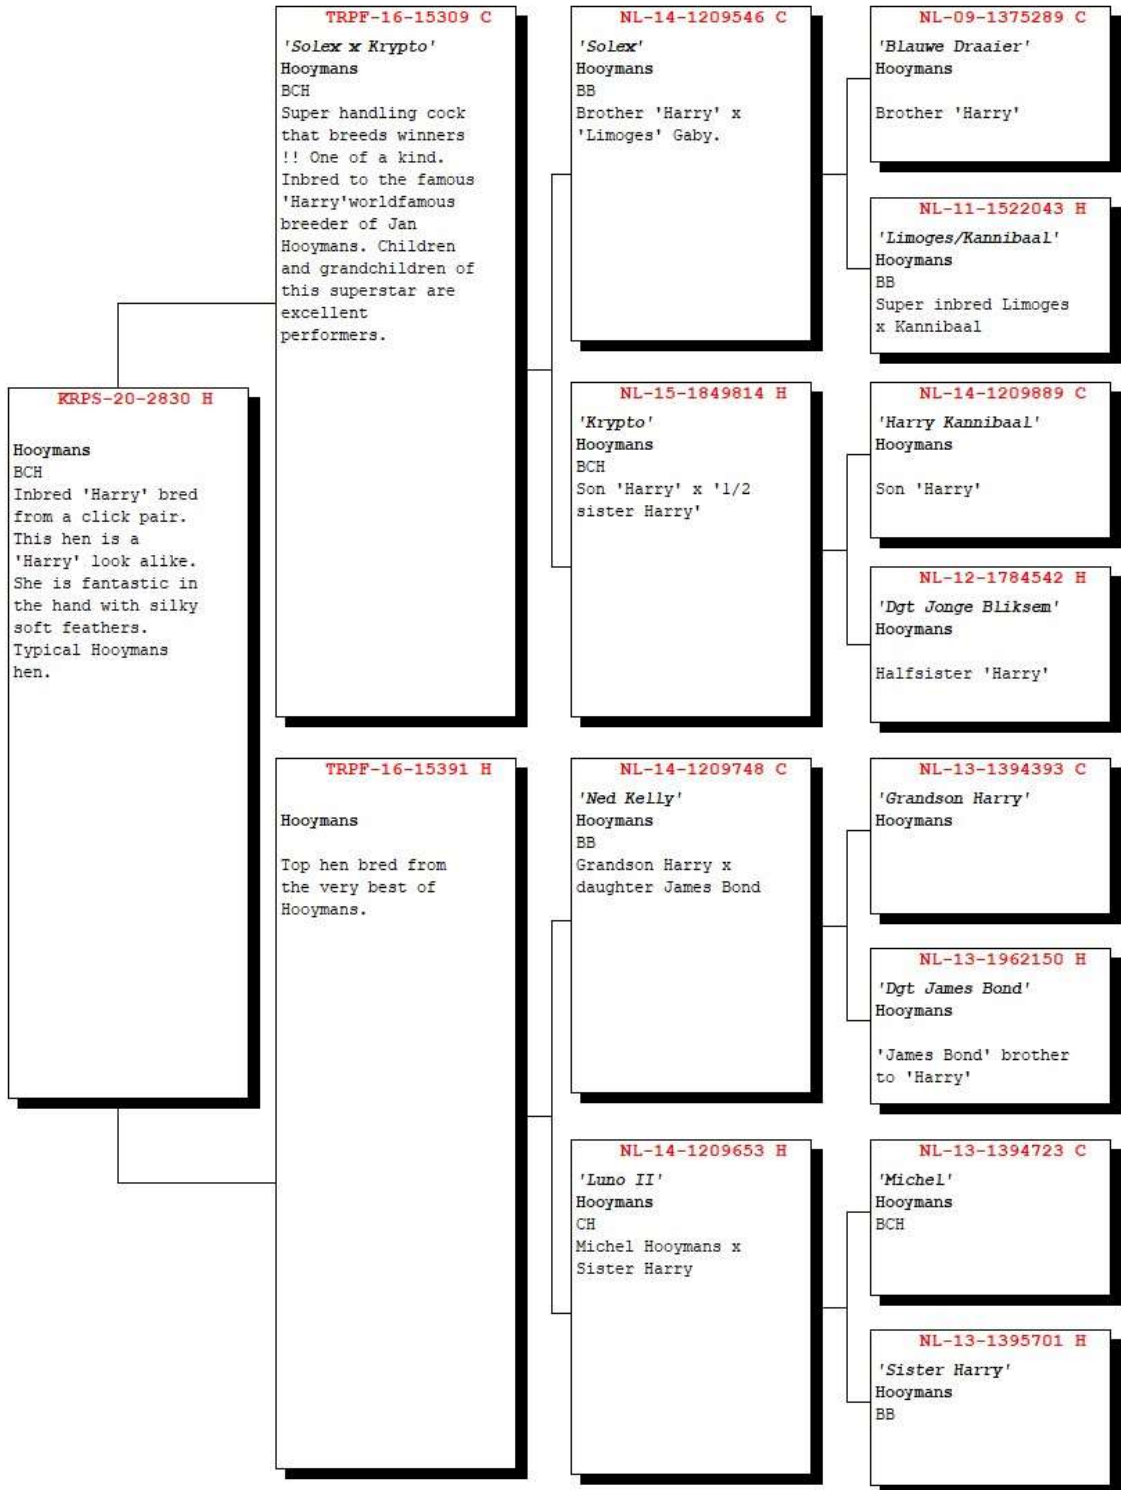 KRPS-20-2830 H
Hooymans
BCH
Inbred 'Harry' bred
from a click pair.
This hen is a
'Harry' look alike.
She is fantastic in
the hand with silky
soft feathers.
Typical Hooymans
hen.
TRPF-16-15309 C
'Solex x Krypto'
Hooymans
BCH
Super handling cock
that breeds winners
!! One of a kind.
Inbred to the famous
'Harry'worldfamous
breeder of Jan
Hooymans. Children
and grandchildren of
this superstar are
excellent
performers.
TRPF-16-15391 H
Hooymans
Top hen bred from
the very best of
Hooymans.
NL-14-1209546 C
'Solex'
Hooymans
BB
Brother 'Harry' x
'Limoges' Gaby.
NL-15-1849814 H
'Krypto'
Hooymans
BCH
Son 'Harry' x '1/2
sister Harry'
NL-14-1209748 C
'Ned Kelly'
Hooymans
BB
Grandson Harry x
daughter James Bond
NL-14-1209653 H
'Luno II'
Hooymans
CH
Michel Hooymans x
Sister Harry
NL-09-1375289 C
'Blauwe Draaier'
Hooymans
Brother 'Harry'
NL-11-1522043 H
'Limoges/Kannibaal'
Hooymans
BB
Super inbred Limoges
x Kannibaal
NL-14-1209889 C
'Harry Kannibaal'
Hooymans
Son 'Harry'
NL-12-1784542 H
'Dgt Jonge Bliksem'
Hooymans
Halfsister 'Harry'
NL-13-1394393 C
'Grandson Harry'
Hooymans
NL-13-1962150 H
'Dgt James Bond'
Hooymans
'James Bond' brother
to 'Harry'
NL-13-1394723 C
'Michel'
Hooymans
BCH
NL-13-1395701 H
'Sister Harry'
Hooymans
BB